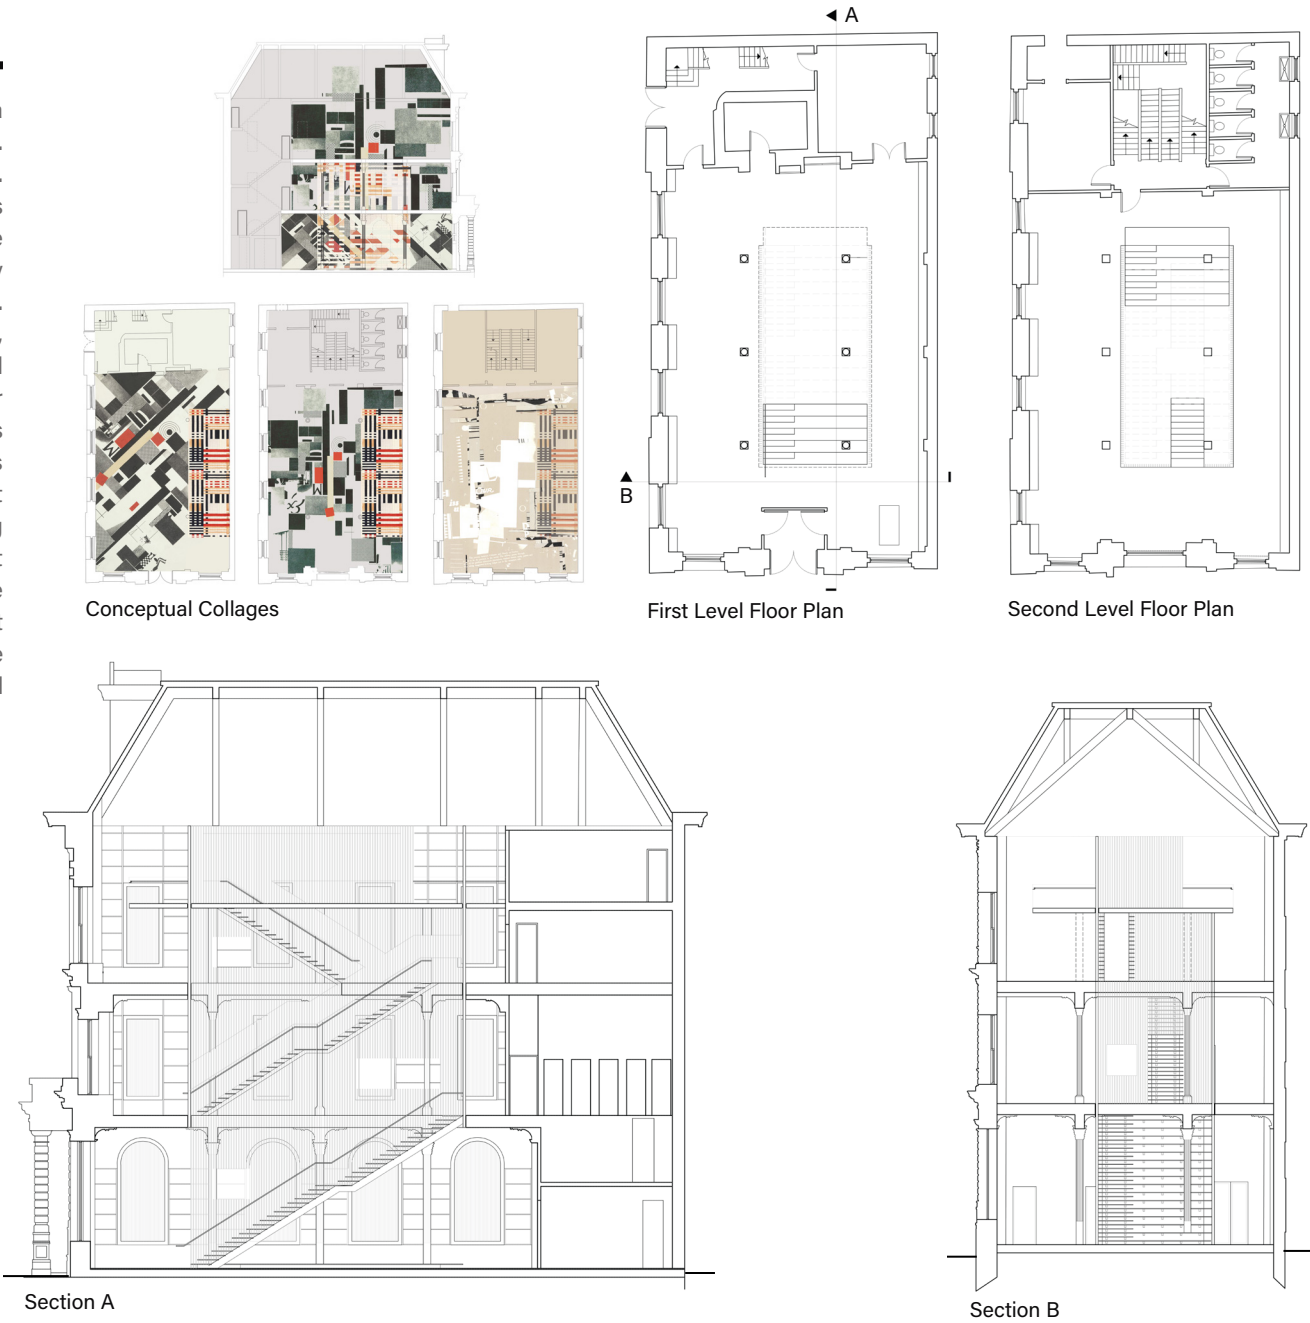 A
B
Conceptual Collages
First Level Floor Plan
Second Level Floor Plan
Section A
Section B